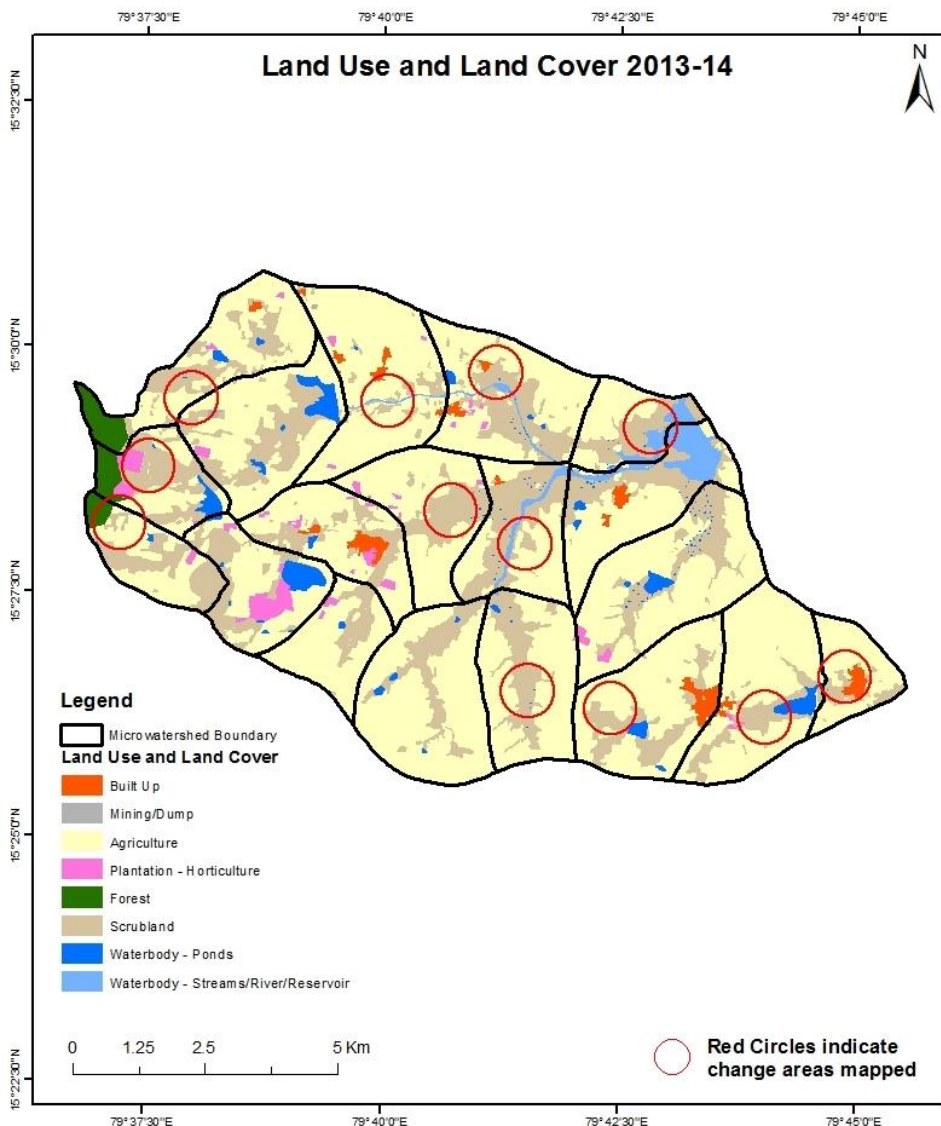 79°37'30"E
79°40'0"E
79°42'30"E
79°45'0"E
Land Use and Land Cover 2013-14
N
15°32'30"N
15°30'0"N
15°27'30"N
15°25'0"N
15°22'30"N
Legend
Microwatershed Boundary
Land Use and Land Cover
Built Up
Mining/Dump
Agriculture
Plantation - Horticulture
Forest
Scrubland
Waterbody - Ponds
Waterbody - Streams/River/Reservoir
0 1.25 2.5 5 Km
Red Circles indicate
change areas mapped
79°37'30"E
79°40'0"E
79°42'30"E
79°45'0"E